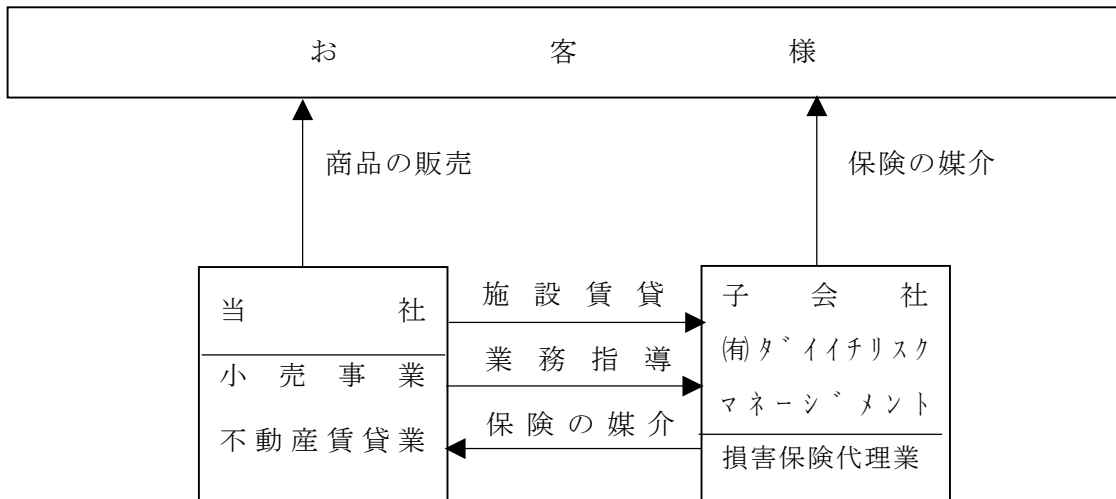 お客様
商品の販売
保険の媒介
当社
小売事業
不動産賃貸業
施設賃貸
業務指導
保険の媒介
子会社
㈲ダイイチリスク
マネージメント
損害保険代理業